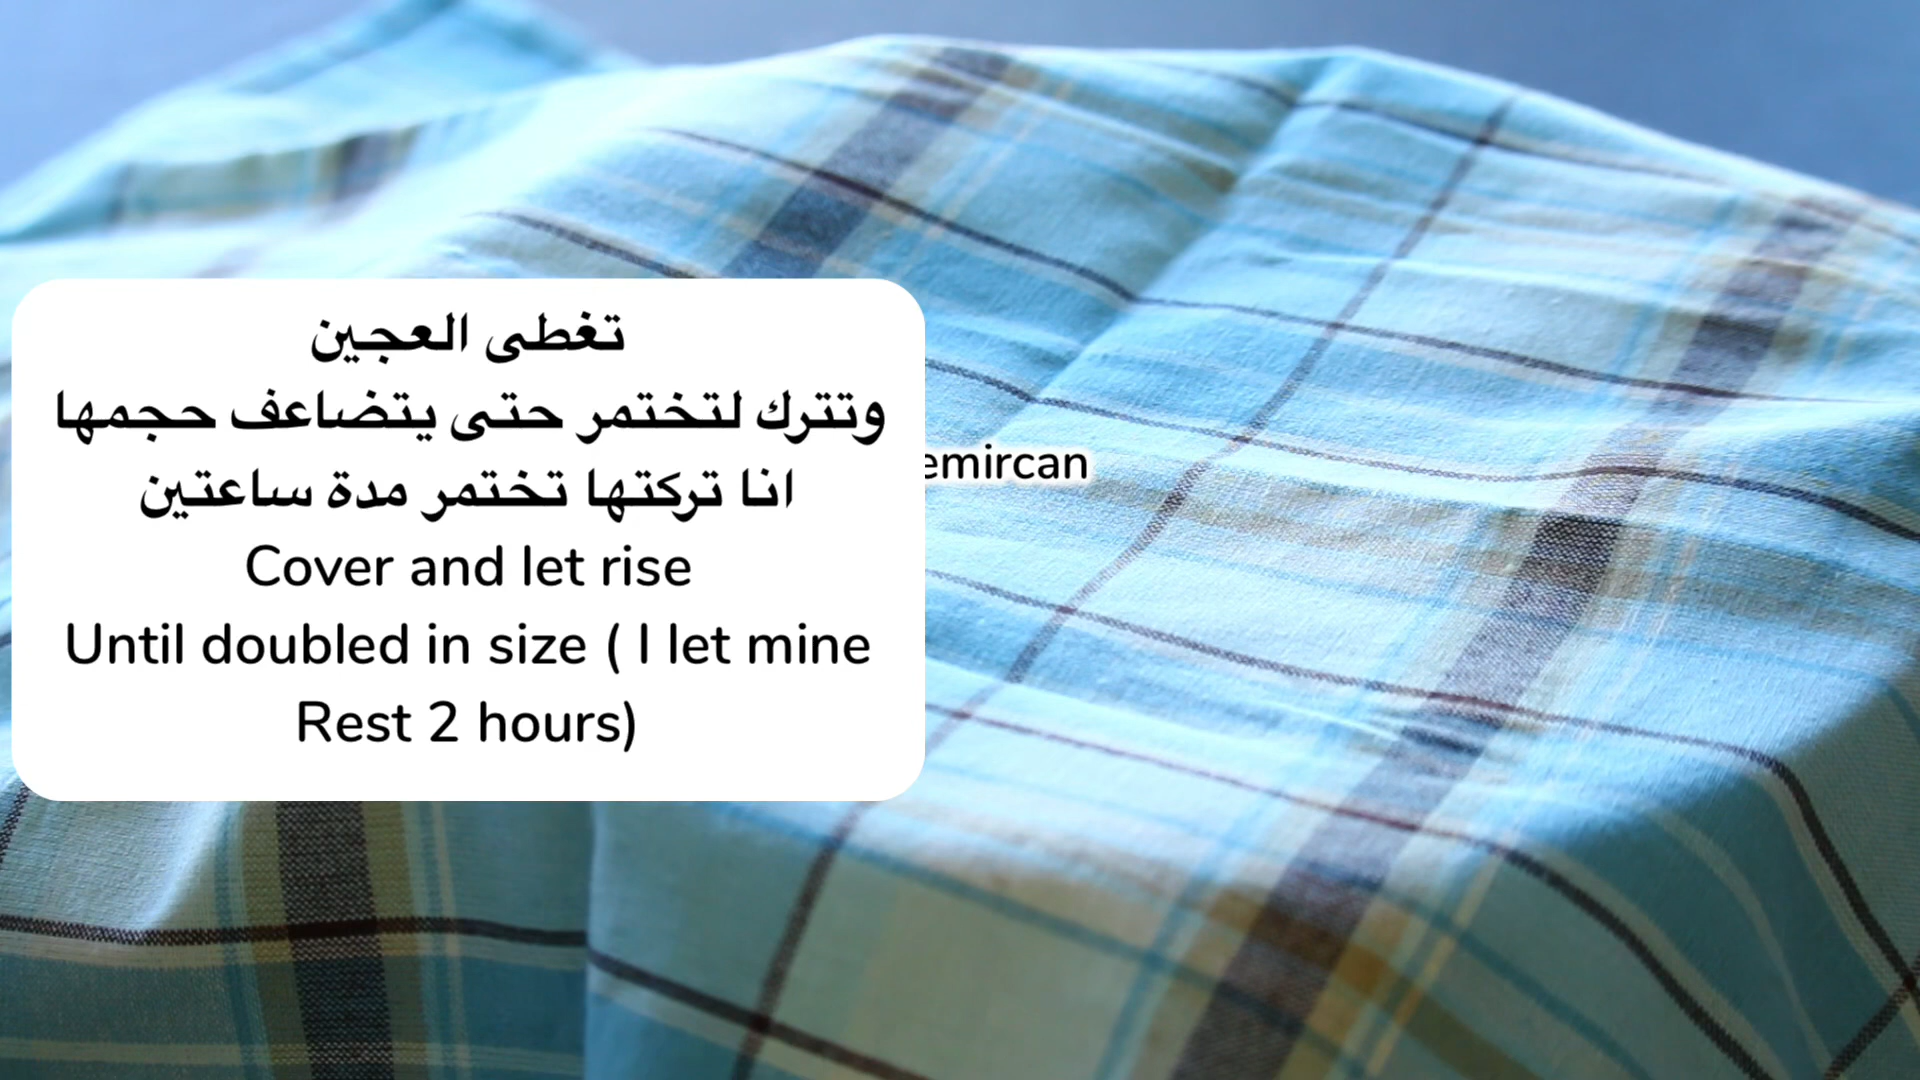 تغطى العجين
وتترك لتختمر حتى يتضاعف حجمها
انا تركتها تختمر مدة ساعتين
Cover and let rise
Until doubled in size ( I let mine
Rest 2 hours)
emircan